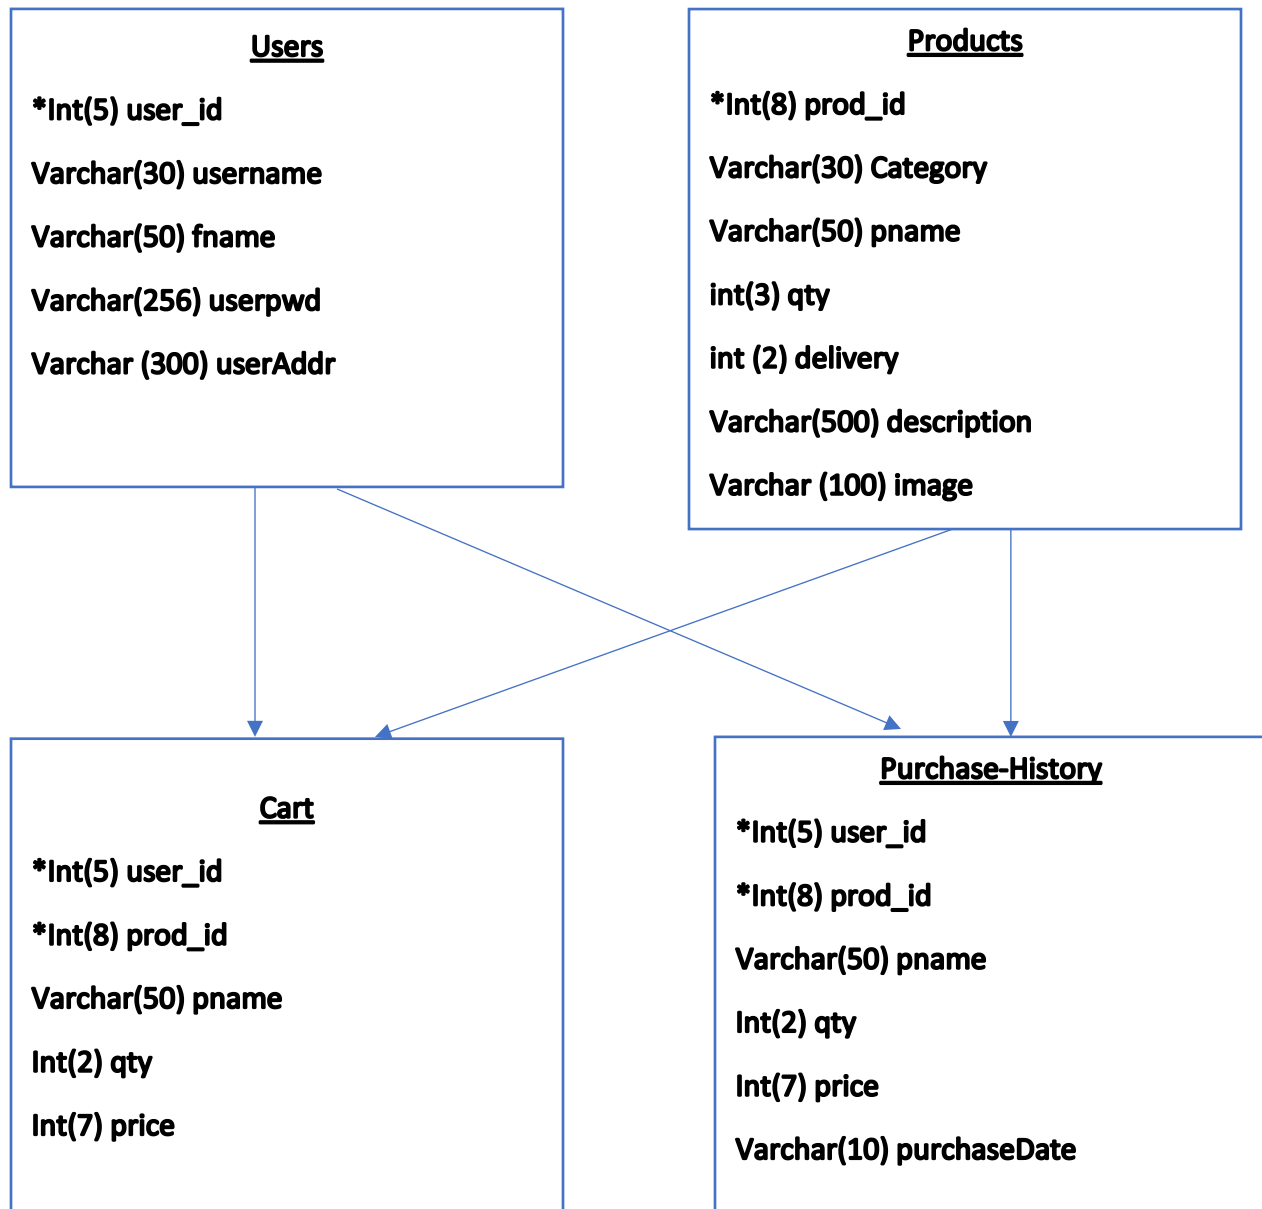 Users
*Int(5) user_id
Varchar(30) username
Varchar(50) fname
Varchar(256) userpwd
Varchar (300) userAddr
Products
*Int(8) prod_id
Varchar(30) Category
Varchar(50) pname
int(3) qty
int (2) delivery
Varchar(500) description
Varchar (100) image
Cart
*Int(5) user_id
*Int(8) prod_id
Varchar(50) pname
Int(2) qty
Int(7) price
Purchase-History
*Int(5) user_id
*Int(8) prod_id
Varchar(50) pname
Int(2) qty
Int(7) price
Varchar(10) purchaseDate